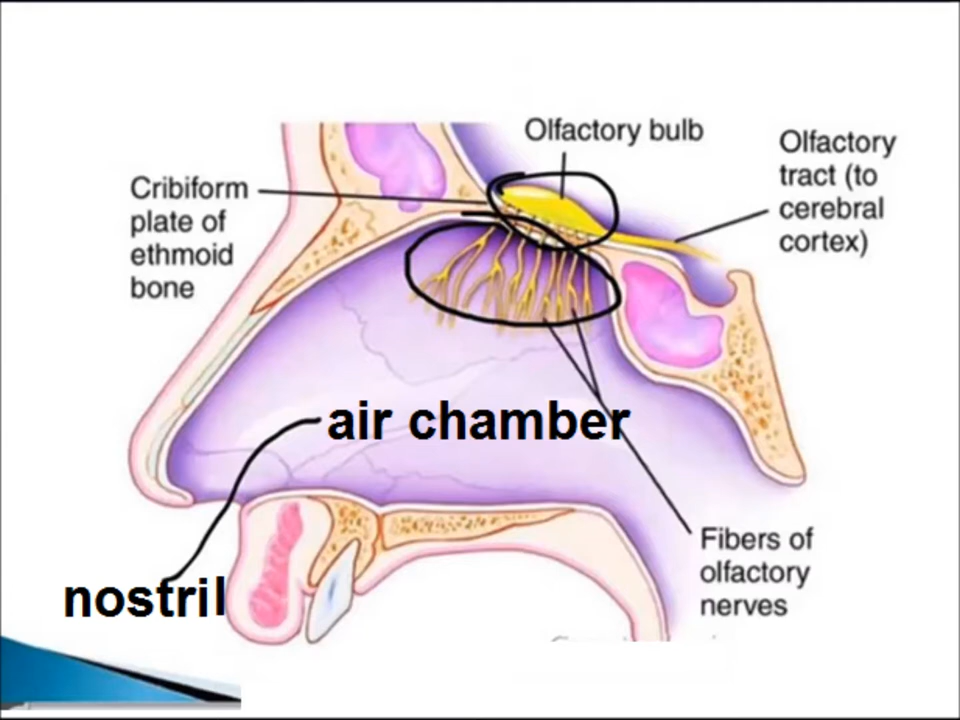 Olfactory bulb
Olfactory
tract (to
cerebral
cortex)
Cribiform
plate of
ethmoid
bone
air chamber
Fibers of
olfactory
nerves
nostril